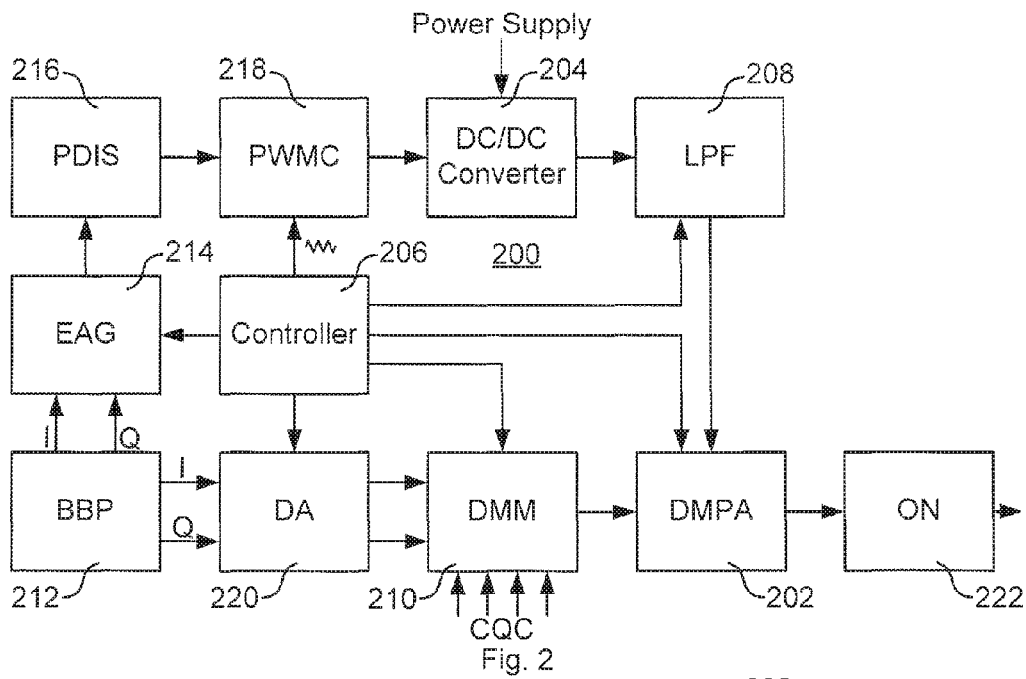 Power Supply
216
218
204
208
PDIS
PWMC
DC/DC
Converter
LPF
214
206
200
EAG
Controller
I
Q
BBP
I
Q
DA
DMM
DMPA
ON
212
220
210
202
222
CQC
Fig. 2